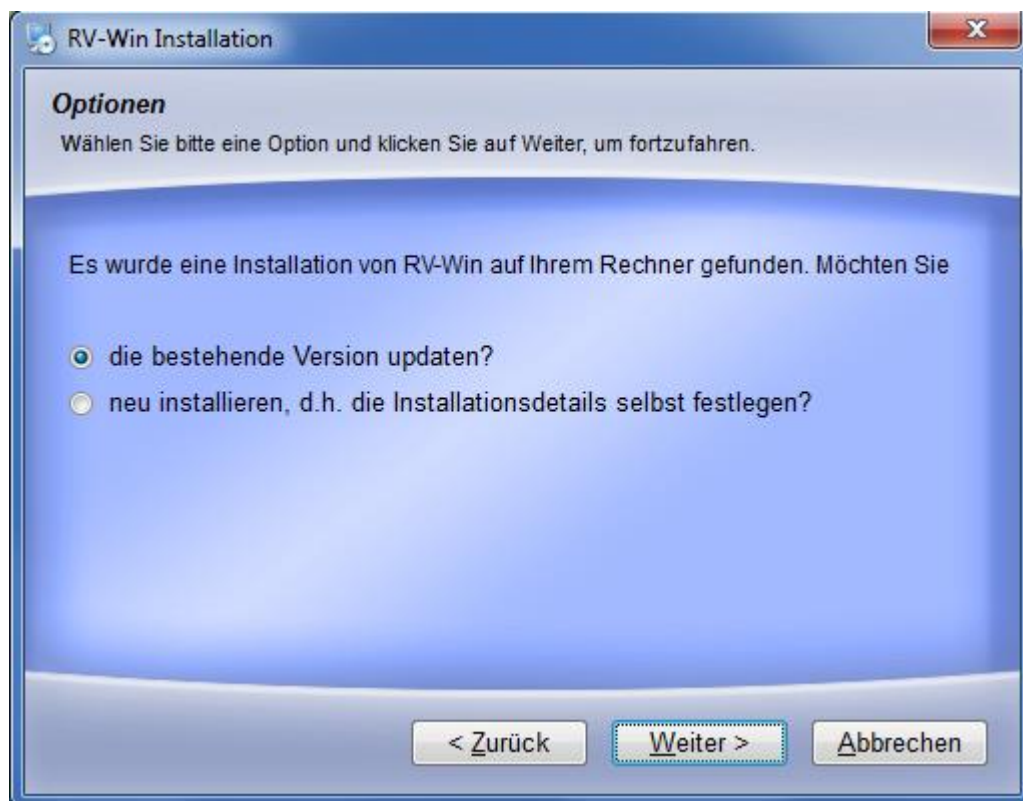 RV-Win Installation
Optionen
Wählen Sie bitte eine Option und klicken Sie auf Weiter, um fortzufahren.
Es wurde eine Installation von RV-Win auf Ihrem Rechner gefunden. Möchten Sie
die bestehende Version updaten?
neu installieren, d.h. die Installationsdetails selbst festlegen?
< Zurück
Weiter >
Abbrechen